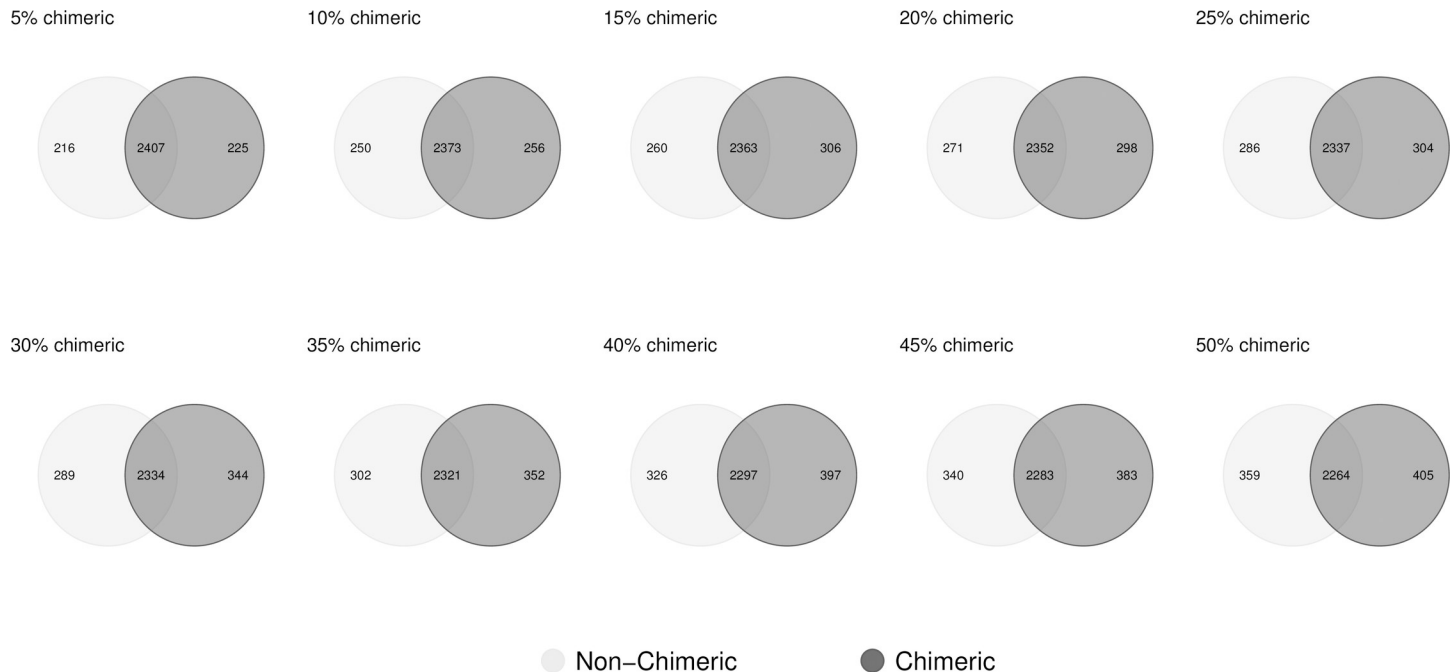 5% chimeric 10% chimeric 15% chimeric 20% chimeric 25% chimeric
216 2407 225 250 2373 256 260 2363 306 271 2352 298 286 2337 304
30% chimeric 35% chimeric 40% chimeric 45% chimeric 50% chimeric
289 2334 344 302 2321 352 326 2297 397 340 2283 383 359 2264 405
Non−Chimeric Chimeric